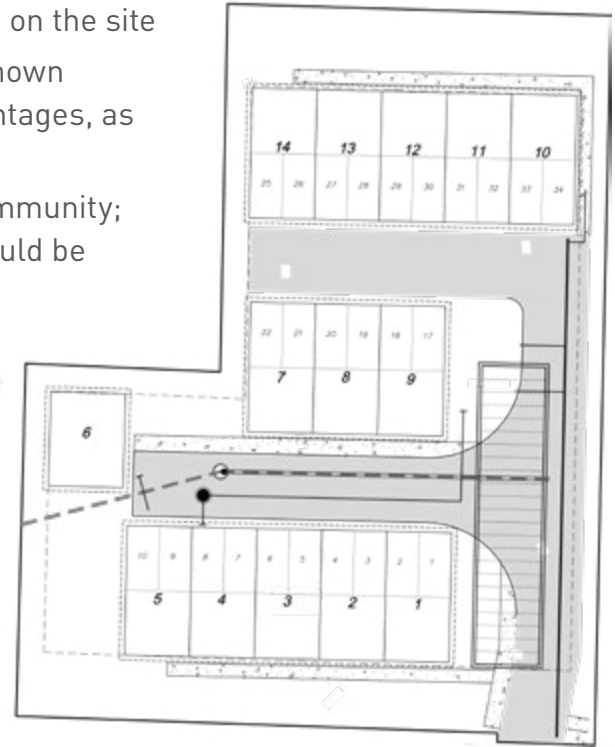 on the site
nown
ntages, as
mmunity;
ould be
14 13 12 11 10
25 26 27 28 29 30 31 32 33 34
22 21 20 19 18 17
7 8 9
6
10 9 8 7 6 5 4 3 2 1
5 4 3 2 1